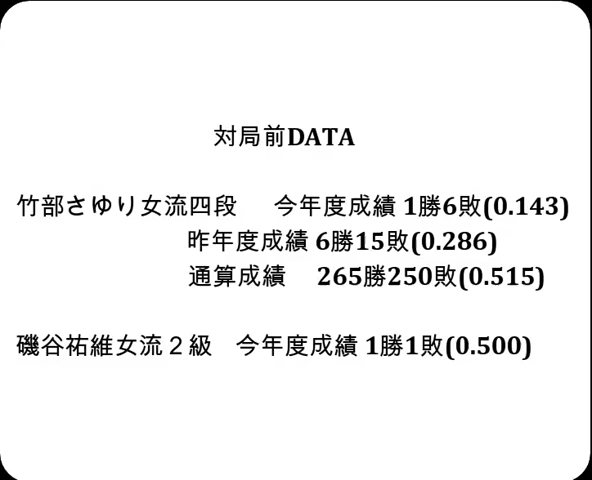 対局前DATA
竹部さゆり女流四段 今年度成績 1勝6敗(0.143)
昨年度成績 6勝15敗(0.286)
通算成績 265勝250敗(0.515)
磯谷祐維女流２級 今年度成績 1勝1敗(0.500)